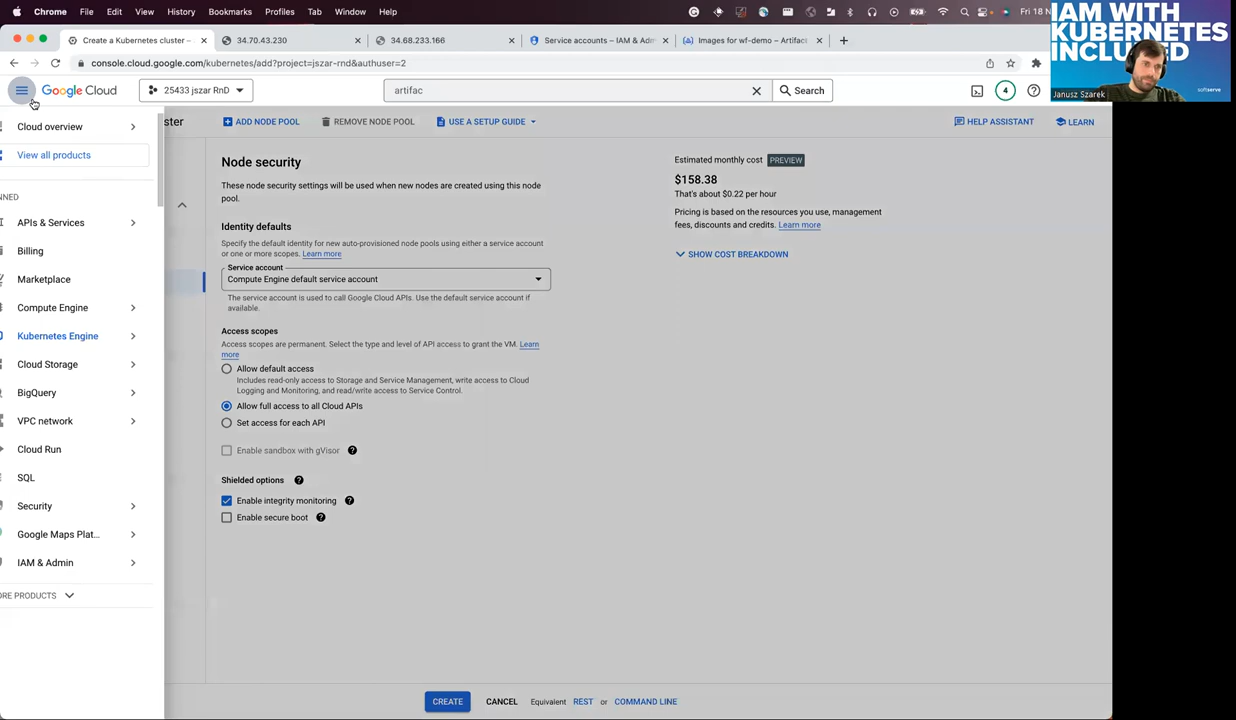 Chrome File Edit View History Bookmarks Profiles Tab Window Help
Fri 18 N
Create a Kubernetes cluster –
34.70.43.230
34.68.233.166
Service accounts – IAM & Adm
Images for wf-demo – Artifac
console.cloud.google.com/kubernetes/add?project=jszar-rnd&authuser=2
Google Cloud
25433 jszar RnD
artifac
Search
4
IAM WITH
KUBERNETES
INCLUDED
Janusz Szarek
softserve
Cloud overview
View all products
NNED
APIs & Services
Billing
Marketplace
Compute Engine
Kubernetes Engine
Cloud Storage
BigQuery
VPC network
Cloud Run
SQL
Security
Google Maps Plat...
IAM & Admin
ORE PRODUCTS
ster
ADD NODE POOL
REMOVE NODE POOL
USE A SETUP GUIDE
HELP ASSISTANT
LEARN
Node security
These node security settings will be used when new nodes are created using this node
pool.
Identity defaults
Specify the default identity for new auto-provisioned node pools using either a service account
or one or more scopes. Learn more
Service account
Compute Engine default service account
The service account is used to call Google Cloud APIs. Use the default service account if
available.
Access scopes
Access scopes are permanent. Select the type and level of API access to grant the VM. Learn
more
Allow default access
Includes read-only access to Storage and Service Management, write access to Cloud
Logging and Monitoring, and read/write access to Service Control.
Allow full access to all Cloud APIs
Set access for each API
Enable sandbox with gVisor
Shielded options
Enable integrity monitoring
Enable secure boot
Estimated monthly cost PREVIEW
$158.38
That's about $0.22 per hour
Pricing is based on the resources you use, management
fees, discounts and credits. Learn more
SHOW COST BREAKDOWN
CREATE
CANCEL
Equivalent REST or COMMAND LINE